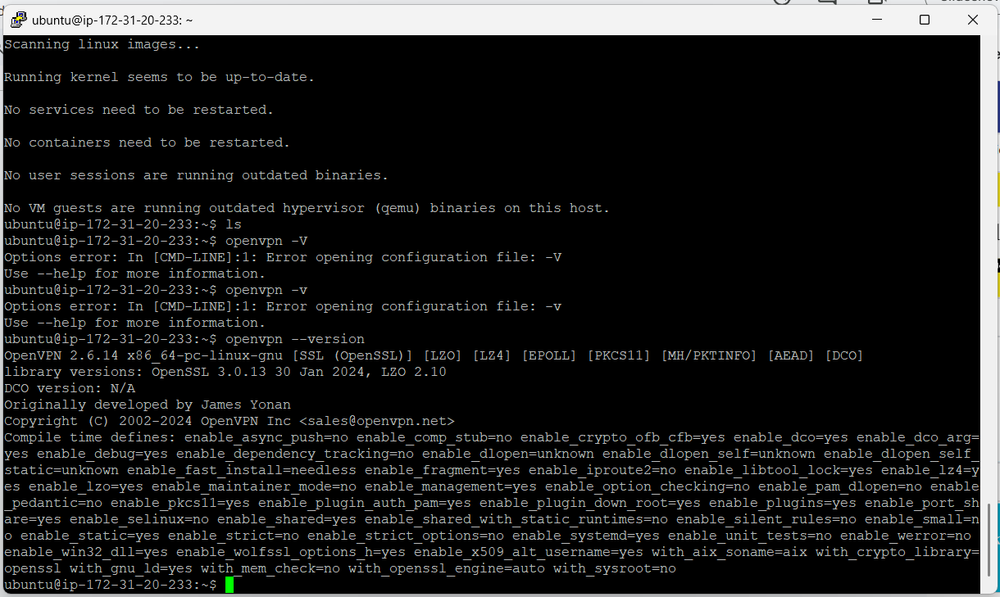 ubuntu@ip-172-31-20-233: ~
Scanning linux images...
Running kernel seems to be up-to-date.
No services need to be restarted.
No containers need to be restarted.
No user sessions are running outdated binaries.
No VM guests are running outdated hypervisor (qemu) binaries on this host.
ubuntu@ip-172-31-20-233:~$ ls
ubuntu@ip-172-31-20-233:~$ openvpn -V
Options error: In [CMD-LINE]:1: Error opening configuration file: -V
Use --help for more information.
ubuntu@ip-172-31-20-233:~$ openvpn -v
Options error: In [CMD-LINE]:1: Error opening configuration file: -v
Use --help for more information.
ubuntu@ip-172-31-20-233:~$ openvpn --version
OpenVPN 2.6.14 x86_64-pc-linux-gnu [SSL (OpenSSL)] [LZO] [LZ4] [EPOLL] [PKCS11] [MH/PKTINFO] [AEAD] [DCO]
library versions: OpenSSL 3.0.13 30 Jan 2024, LZO 2.10
DCO version: N/A
Originally developed by James Yonan
Copyright (C) 2002-2024 OpenVPN Inc <sales@openvpn.net>
Compile time defines: enable_async_push=no enable_comp_stub=no enable_crypto_ofb_cfb=yes enable_dco=yes enable_dco_arg=
yes enable_debug=yes enable_dependency_tracking=no enable_dlopen=unknown enable_dlopen_self=unknown enable_dlopen_self_
static=unknown enable_fast_install=needless enable_fragment=yes enable_iproute2=no enable_libtool_lock=yes enable_lz4=y
es enable_lzo=yes enable_maintainer_mode=no enable_management=yes enable_option_checking=no enable_pam_dlopen=no enable
_pedantic=no enable_pkcs11=yes enable_plugin_auth_pam=yes enable_plugin_down_root=yes enable_plugins=yes enable_port_sh
are=yes enable_selinux=no enable_shared=yes enable_shared_with_static_runtimes=no enable_silent_rules=no enable_small=n
o enable_static=yes enable_strict=no enable_strict_options=no enable_systemd=yes enable_unit_tests=no enable_werror=no
enable_win32_dll=yes enable_wolfssl_options_h=yes enable_x509_alt_username=yes with_aix_soname=aix with_crypto_library=
openssl with_gnu_ld=yes with_mem_check=no with_openssl_engine=auto with_sysroot=no
ubuntu@ip-172-31-20-233:~$